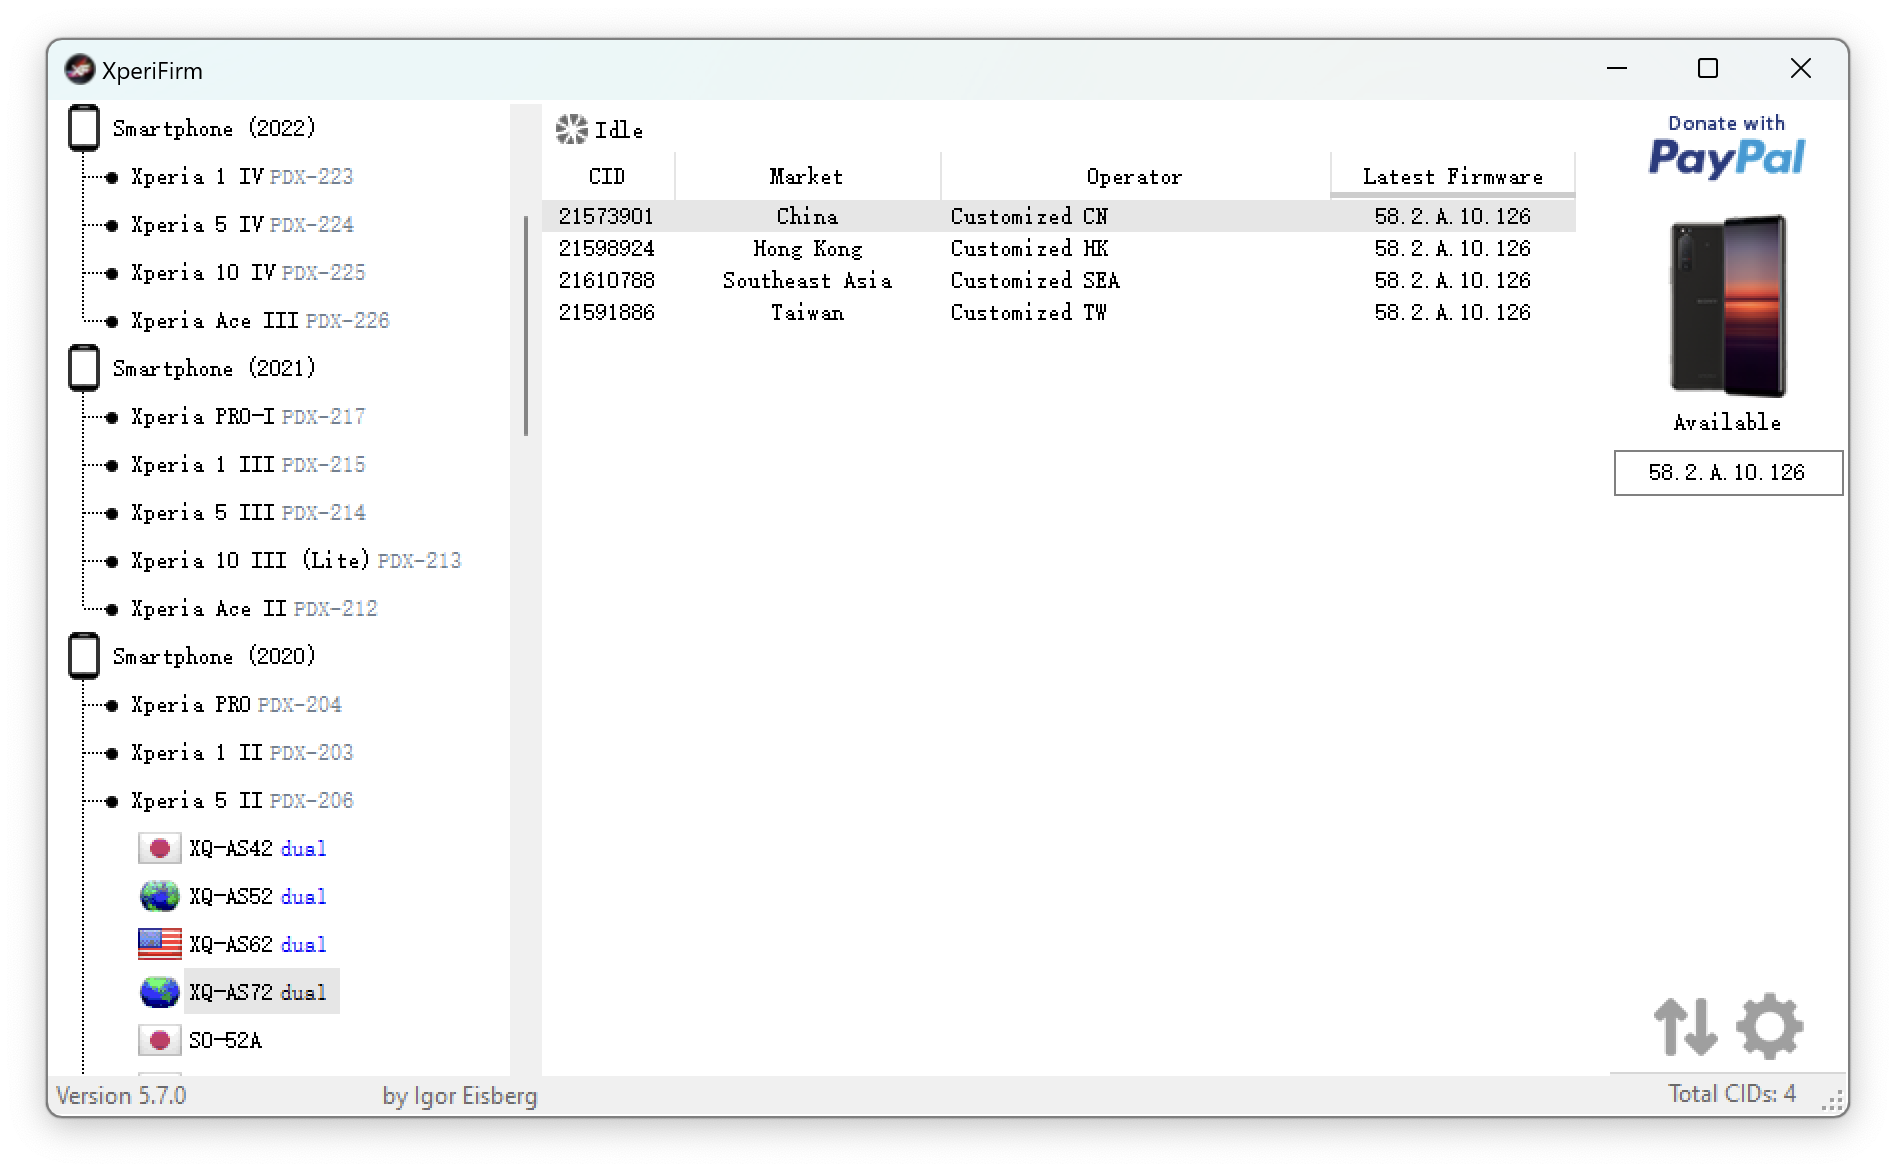 XperiFirm
Smartphone (2022)
Xperia 1 IV PDX-223
Xperia 5 IV PDX-224
Xperia 10 IV PDX-225
Xperia Ace III PDX-226
Smartphone (2021)
Xperia PRO-I PDX-217
Xperia 1 III PDX-215
Xperia 5 III PDX-214
Xperia 10 III (Lite) PDX-213
Xperia Ace II PDX-212
Smartphone (2020)
Xperia PRO PDX-204
Xperia 1 II PDX-203
Xperia 5 II PDX-206
XQ-AS42 dual
XQ-AS52 dual
XQ-AS62 dual
XQ-AS72 dual
SO-52A
Idle
CID Market Operator Latest Firmware
21573901 China Customized CN 58.2.A.10.126
21598924 Hong Kong Customized HK 58.2.A.10.126
21610788 Southeast Asia Customized SEA 58.2.A.10.126
21591886 Taiwan Customized TW 58.2.A.10.126
Donate with
PayPal
Available
58.2.A.10.126
Version 5.7.0 by Igor Eisberg Total CIDs: 4